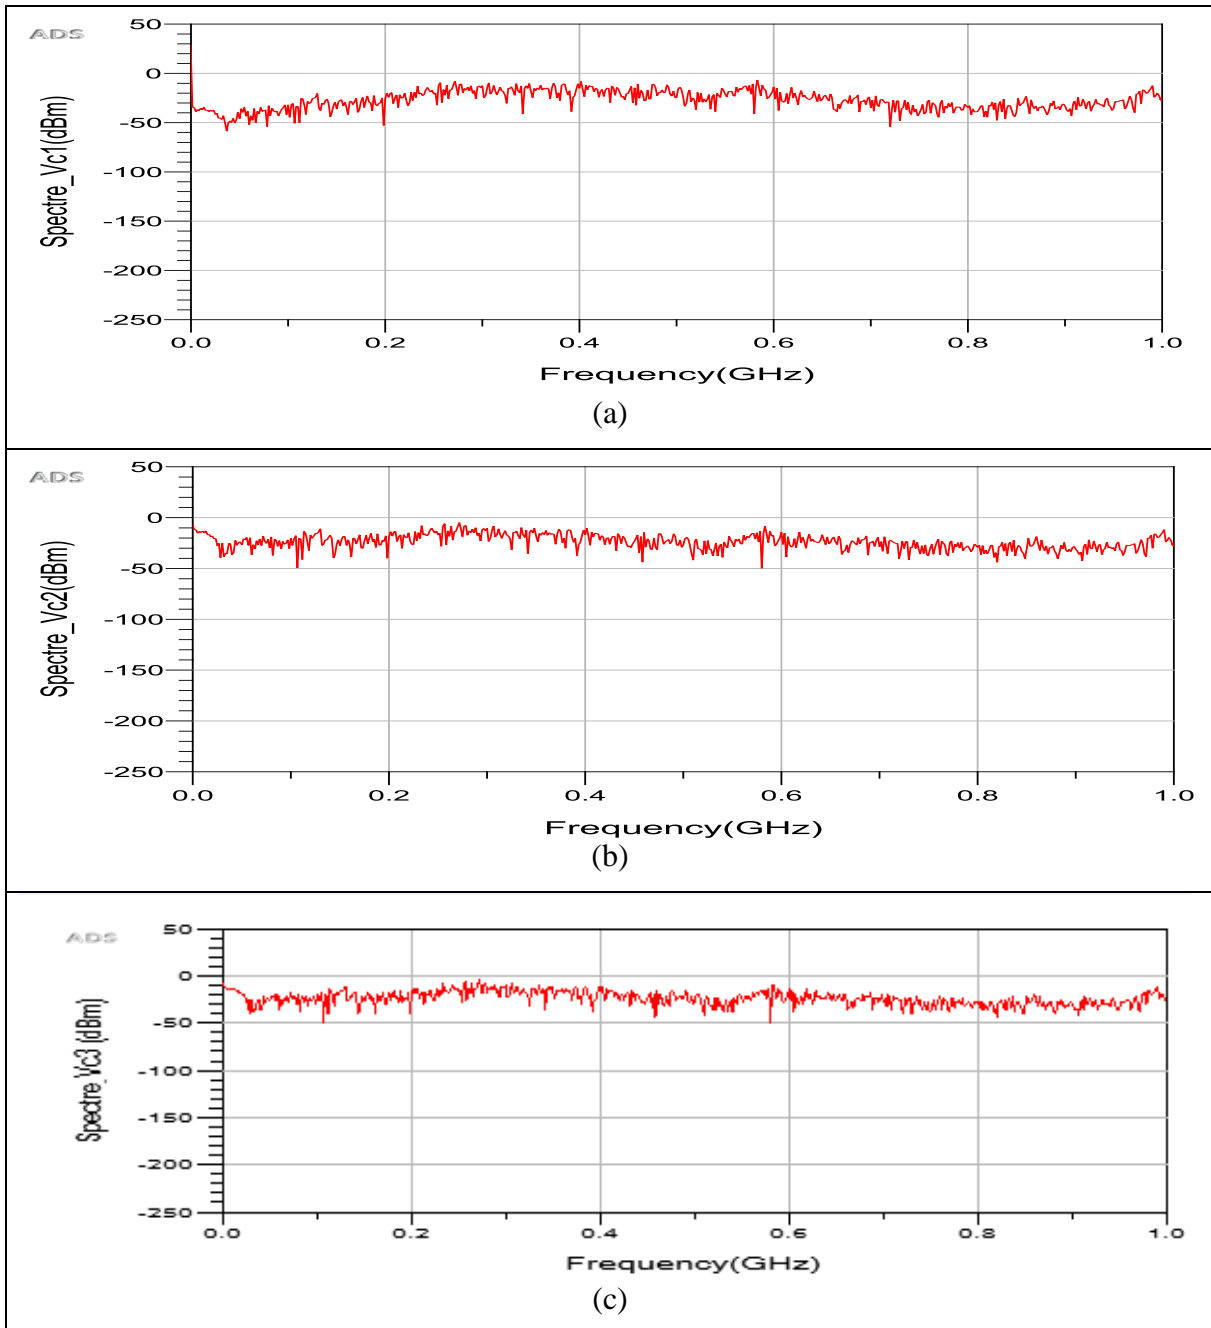 ADS
Spectre_Vc1(dBm)
50
0
-50
-100
-150
-200
-250
0.0 0.2 0.4 0.6 0.8 1.0
Frequency(GHz)
(a)
ADS
Spectre_Vc2(dBm)
50
0
-50
-100
-150
-200
-250
0.0 0.2 0.4 0.6 0.8 1.0
Frequency(GHz)
(b)
ADS
Spectre_Vc3 (dBm)
50
0
-50
-100
-150
-200
-250
0.0 0.2 0.4 0.6 0.8 1.0
Frequency(GHz)
(c)